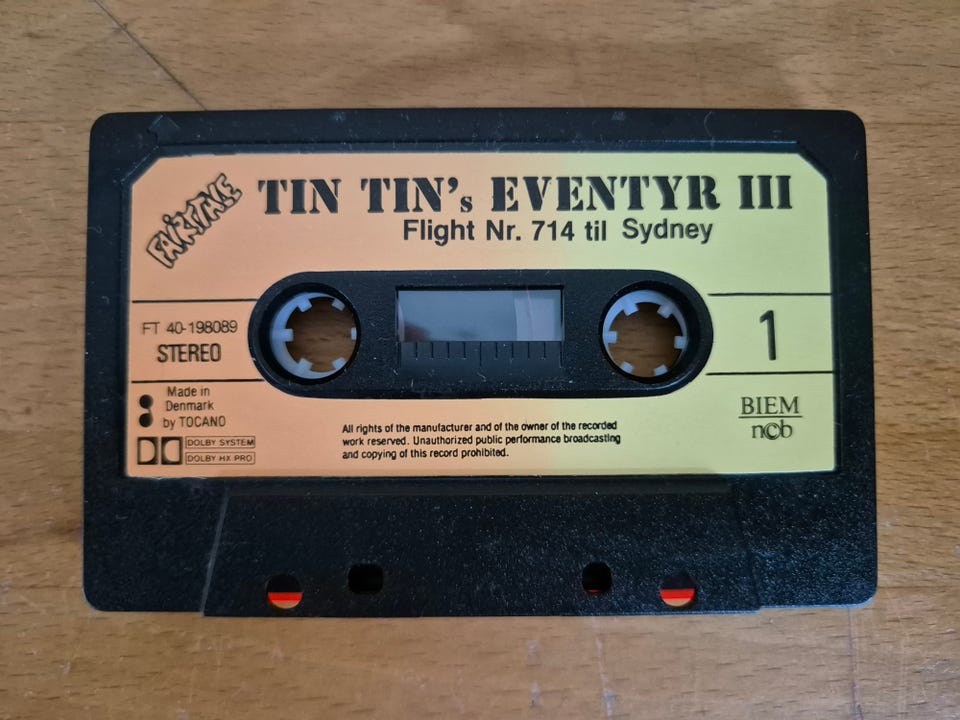 FAIRYTALE
TIN TIN's EVENTYR III
Flight Nr. 714 til Sydney
FT 40-198089
STEREO
1
Made in
Denmark
by TOCANO
DOLBY SYSTEM
DOLBY HX PRO
All rights of the manufacturer and of the owner of the recorded
work reserved. Unauthorized public performance broadcasting
and copying of this record prohibited.
BIEM
ncb